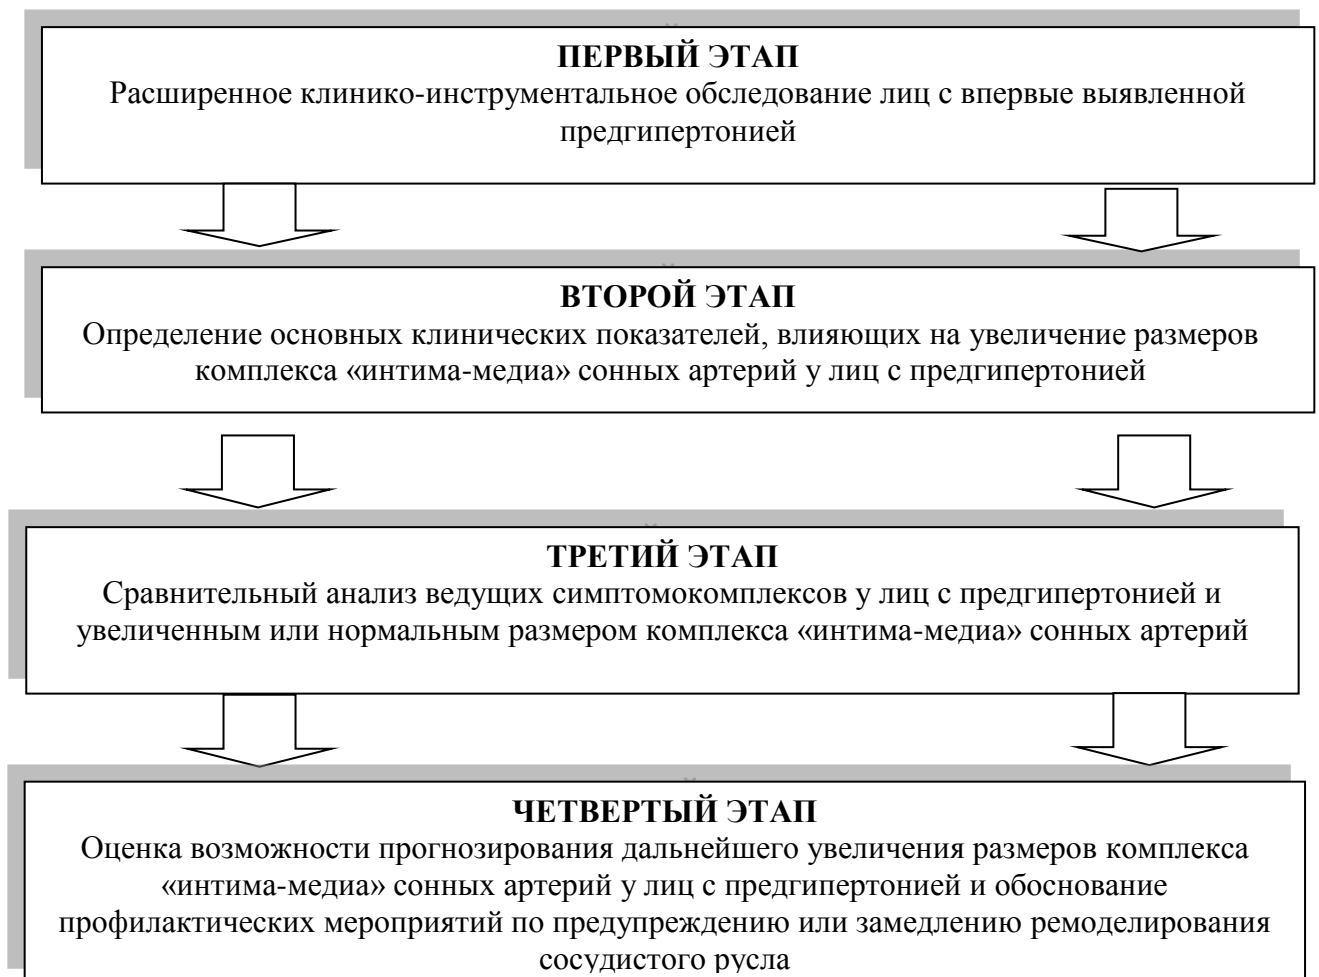 ПЕРВЫЙ ЭТАП
Расширенное клинико-инструментальное обследование лиц с впервые выявленной
предгипертонией
ВТОРОЙ ЭТАП
Определение основных клинических показателей, влияющих на увеличение размеров
комплекса «интима-медиа» сонных артерий у лиц с предгипертонией
ТРЕТИЙ ЭТАП
Сравнительный анализ ведущих симптомокомплексов у лиц с предгипертонией и
увеличенным или нормальным размером комплекса «интима-медиа» сонных артерий
ЧЕТВЕРТЫЙ ЭТАП
Оценка возможности прогнозирования дальнейшего увеличения размеров комплекса
«интима-медиа» сонных артерий у лиц с предгипертонией и обоснование
профилактических мероприятий по предупреждению или замедлению ремоделирования
сосудистого русла